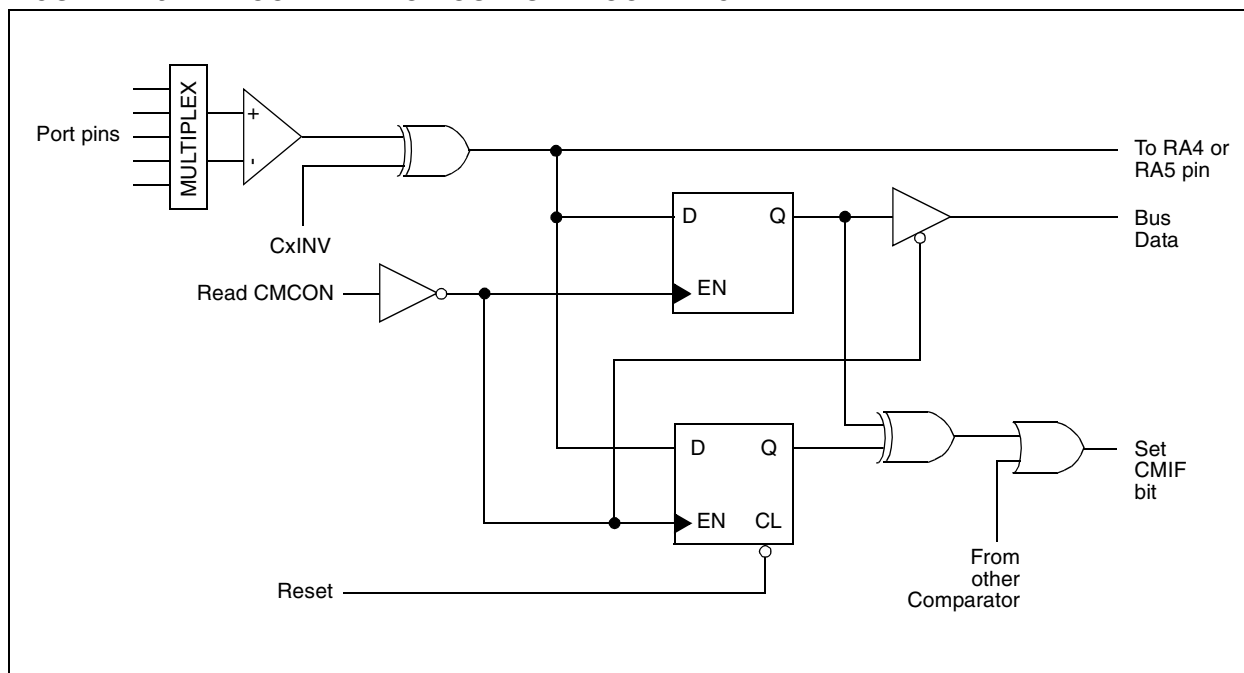 MULTIPLEX
+
-
Port pins
To RA4 or
RA5 pin
D
Q
Bus
Data
CxINV
Read CMCON
EN
D
Q
Set
CMIF
bit
EN
CL
From
other
Comparator
Reset